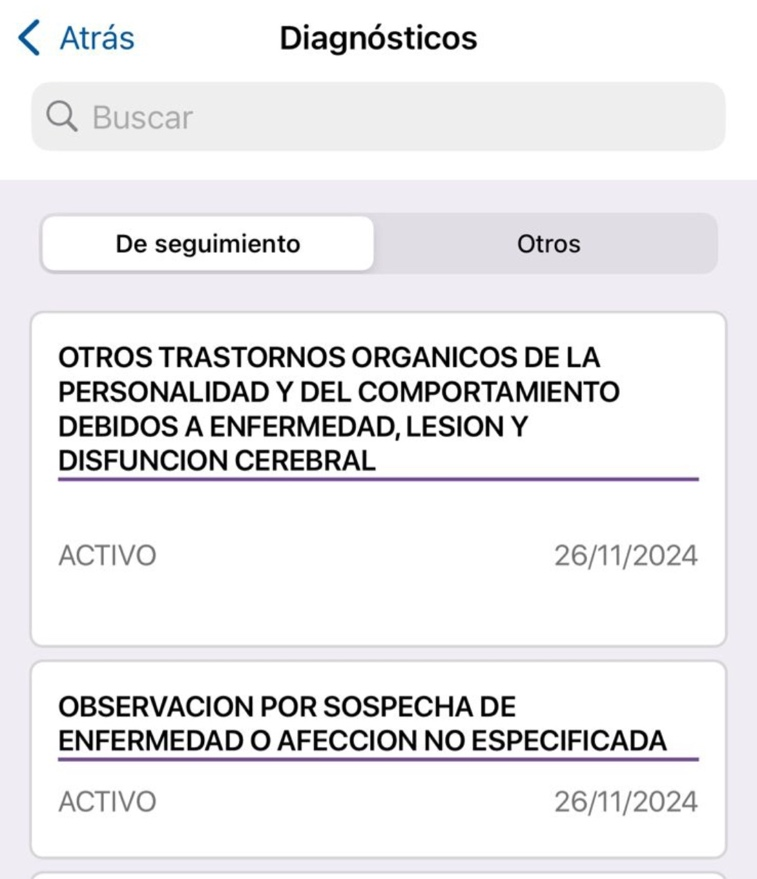 Atrás
Diagnósticos
Buscar
De seguimiento
Otros
OTROS TRASTORNOS ORGANICOS DE LA
PERSONALIDAD Y DEL COMPORTAMIENTO
DEBIDOS A ENFERMEDAD, LESION Y
DISFUNCION CEREBRAL
ACTIVO
26/11/2024
OBSERVACION POR SOSPECHA DE
ENFERMEDAD O AFECCION NO ESPECIFICADA
ACTIVO
26/11/2024